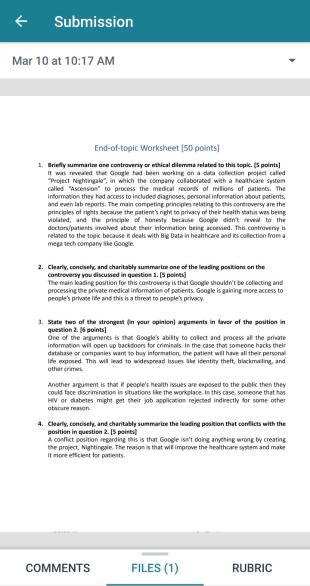 Submission
Mar 10 at 10:17 AM
End-of-topic Worksheet [50 points]
1. Briefly summarize one controversy or ethical dilemma related to this topic. [5 points]
It was revealed that Google had been working on a data collection project called
"Project Nightingale", in which the company collaborated with a healthcare system
called "Ascension" to process the medical records of millions of patients. The
information they had access to included diagnoses, personal information about patients,
and even lab reports. The main competing principles relating to this controversy are the
principles of rights because the patient's right to privacy of their health status was being
violated, and the principle of honesty because Google didn't reveal to the
doctors/patients involved about their information being accessed. This controversy is
related to the topic because it deals with Big Data in healthcare and its collection from a
mega tech company like Google.
2. Clearly, concisely, and charitably summarize one of the leading positions on the
controversy you discussed in question 1. [5 points]
The main leading position for this controversy is that Google shouldn't be collecting and
processing the private medical information of patients. Google is gaining more access to
people's private life and this is a threat to people's privacy.
3. State two of the strongest (in your opinion) arguments in favor of the position in
question 2. [6 points]
One of the arguments is that Google's ability to collect and process all the private
information will open up backdoors for criminals. In the case that someone hacks their
database or companies want to buy information, the patient will have all their personal
life exposed. This will lead to widespread issues like identity theft, blackmailing, and
other crimes.
Another argument is that if people's health issues are exposed to the public then they
could face discrimination in situations like the workplace. In this case, someone that has
HIV or diabetes might get their job application rejected indirectly for some other
obscure reason.
4. Clearly, concisely, and charitably summarize the leading position that conflicts with the
position in question 2. [5 points]
A conflict position regarding this is that Google isn't doing anything wrong by creating
the project, Nightingale. The reason is that will improve the healthcare system and make
it more efficient for patients.
COMMENTS
FILES (1)
RUBRIC